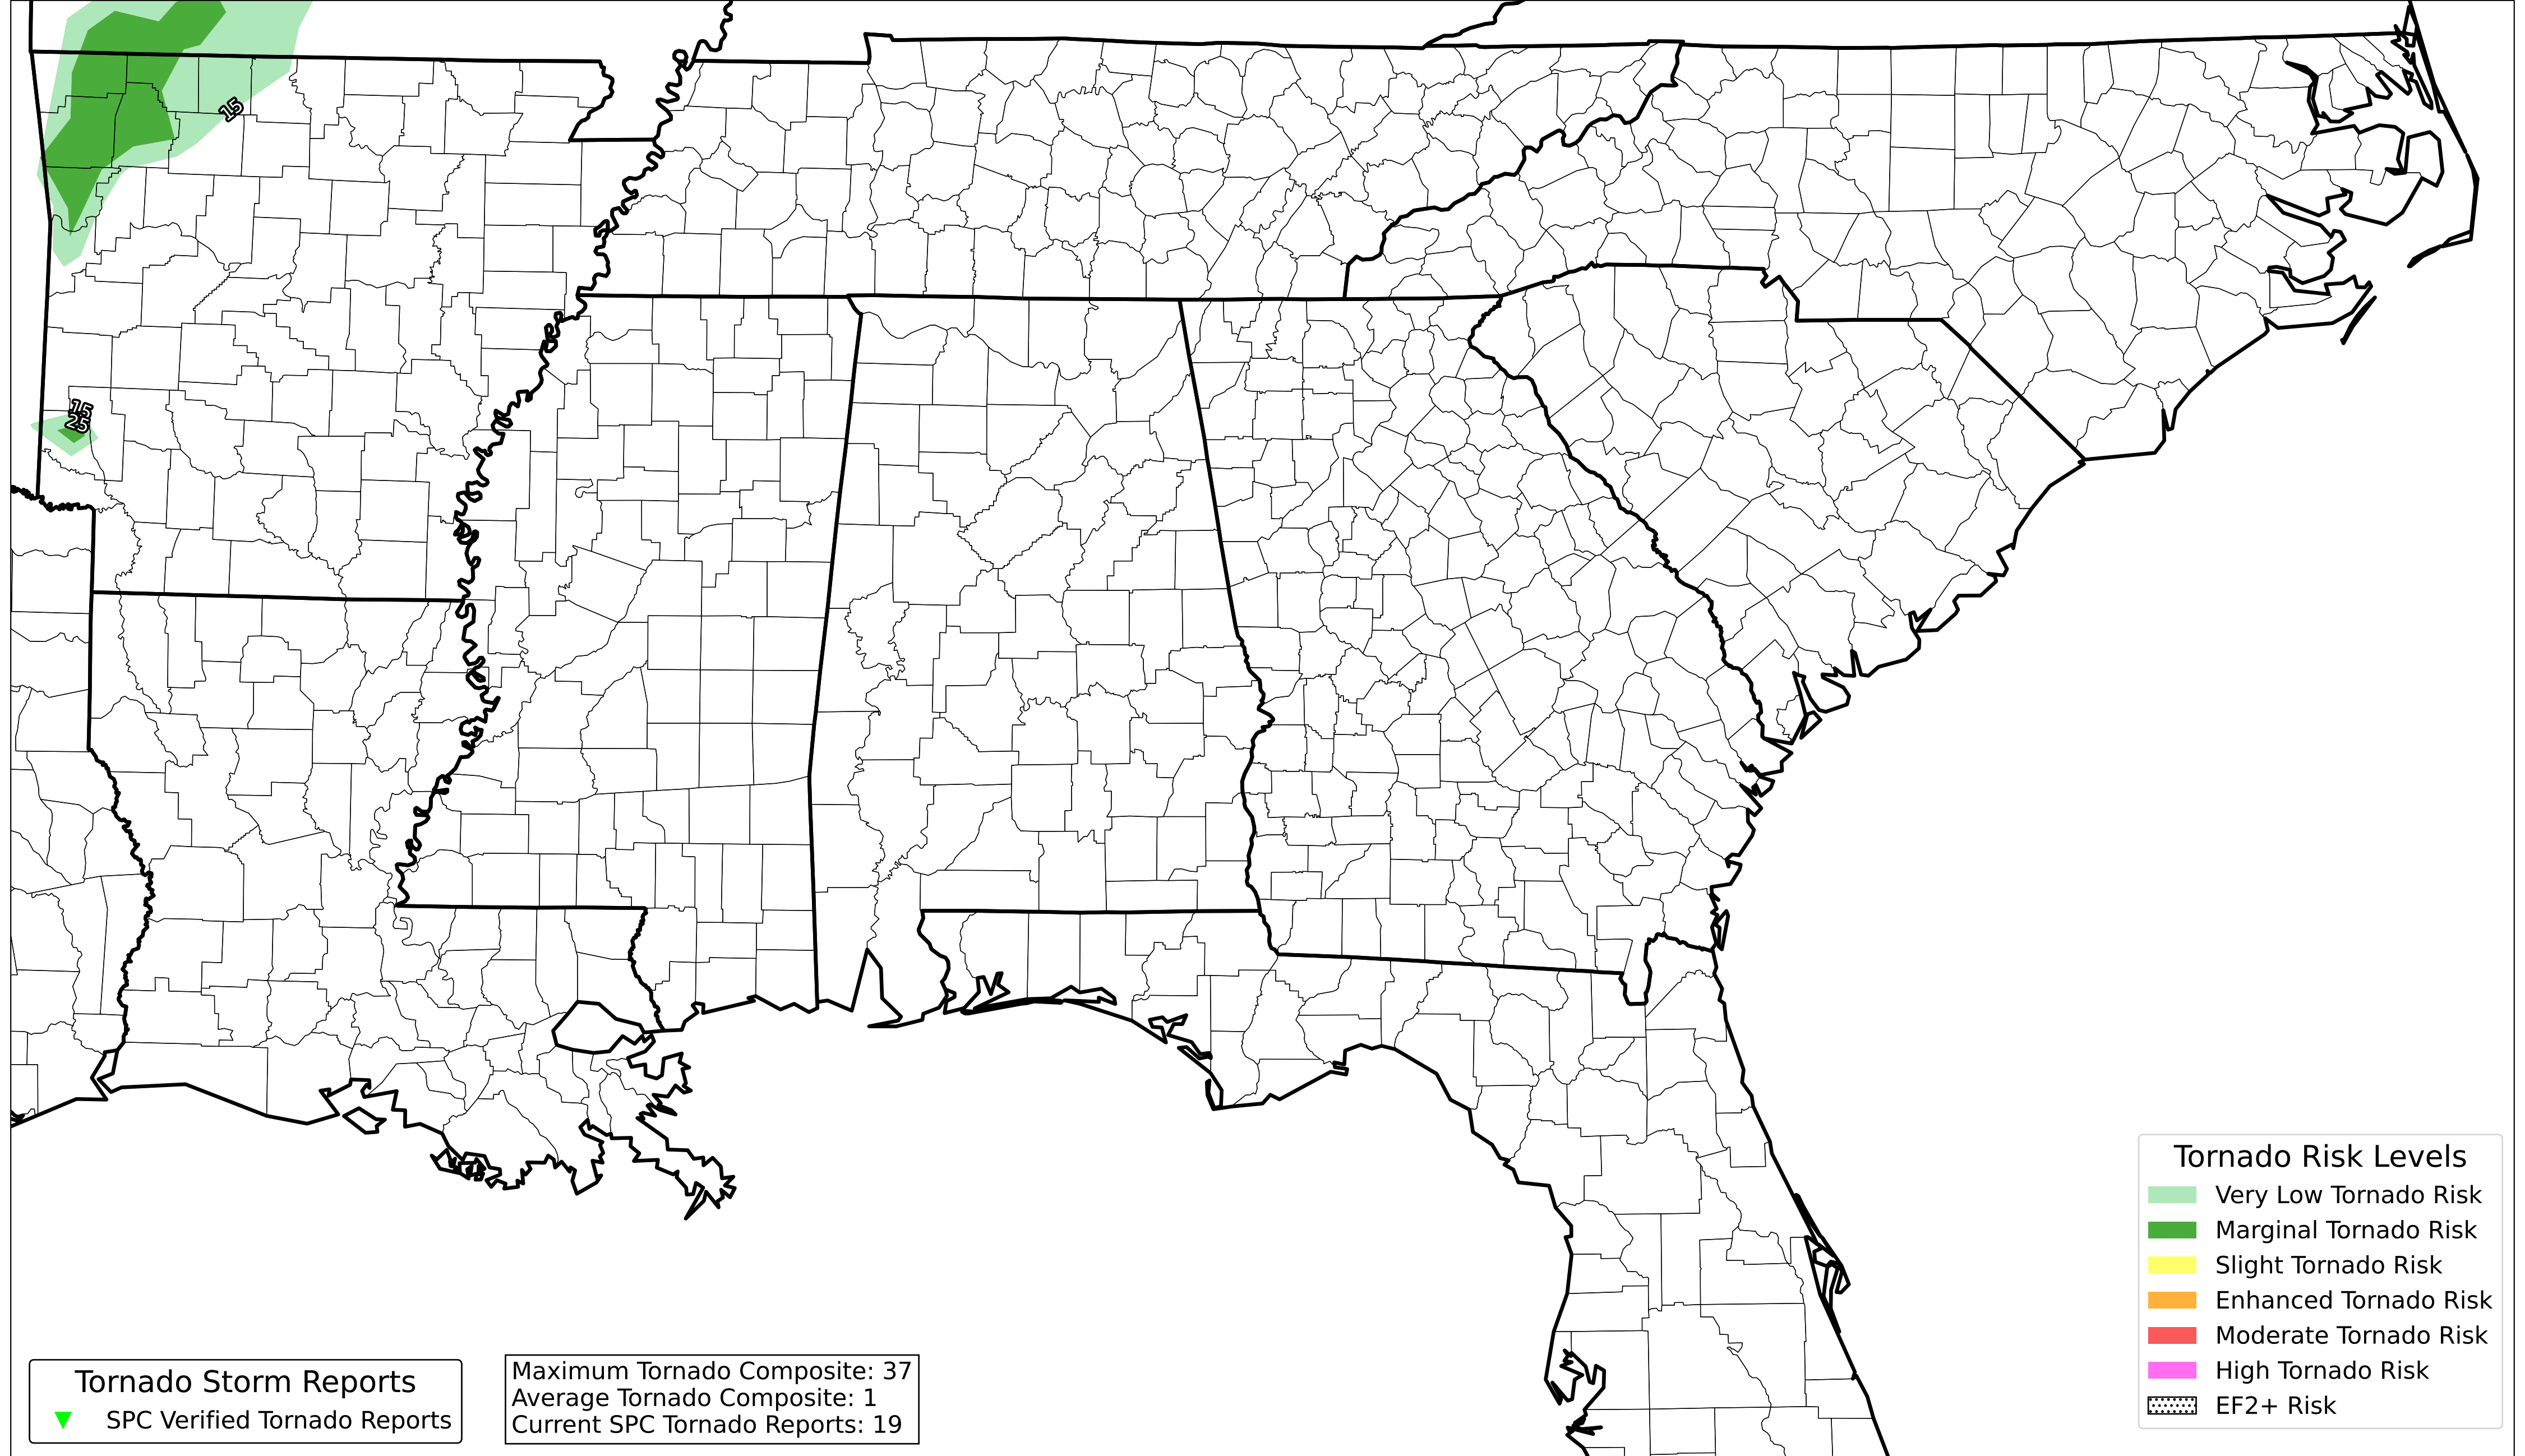 15
15
25
Tornado Risk Levels
Very Low Tornado Risk
Marginal Tornado Risk
Slight Tornado Risk
Enhanced Tornado Risk
Moderate Tornado Risk
High Tornado Risk
EF2+ Risk
Tornado Storm Reports
SPC Verified Tornado Reports
Maximum Tornado Composite: 37
Average Tornado Composite: 1
Current SPC Tornado Reports: 19